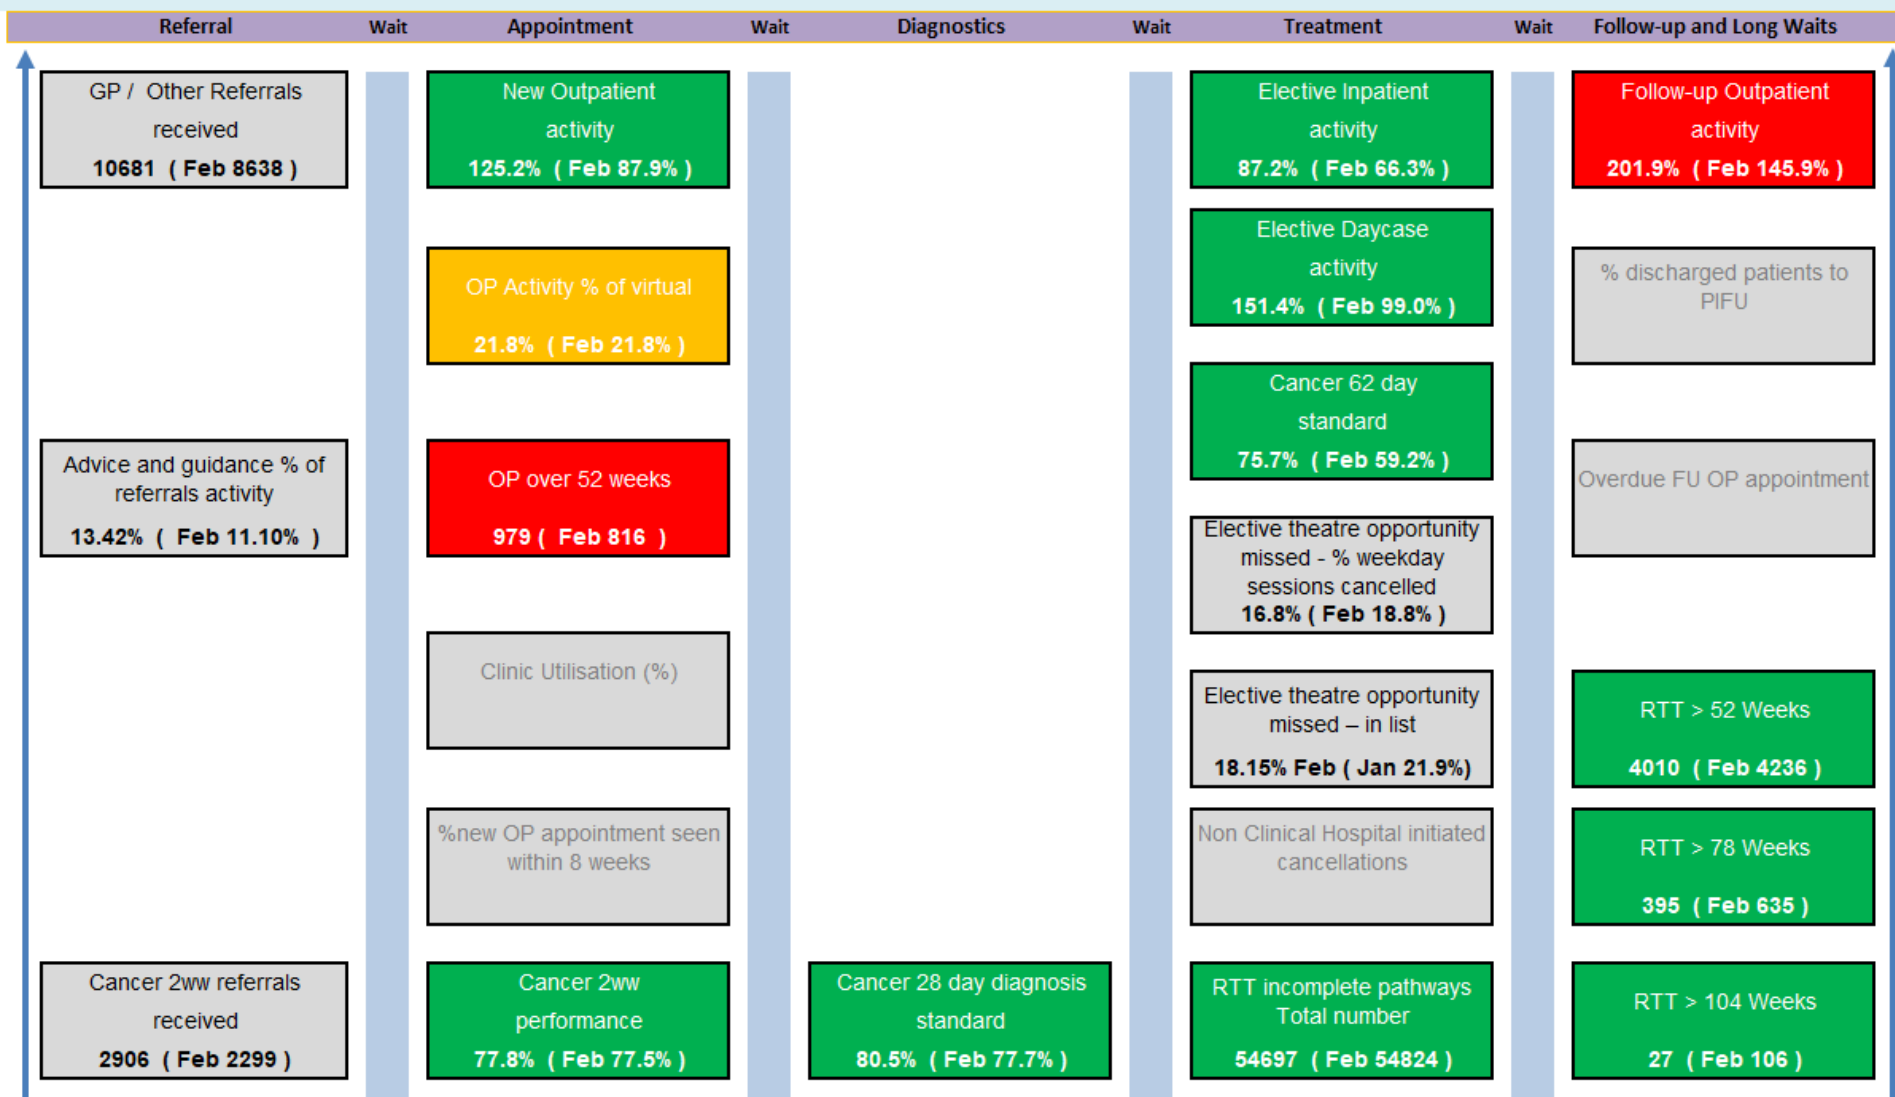 Referral Wait Appointment Wait Diagnostics Wait Treatment Wait Follow-up and Long Waits
GP / Other Referrals
received
10681 ( Feb 8638 )
Advice and guidance % of
referrals activity
13.42% ( Feb 11.10% )
Cancer 2ww referrals
received
2906 ( Feb 2299 )
New Outpatient
activity
125.2% ( Feb 87.9% )
OP Activity % of virtual
21.8% ( Feb 21.8% )
OP over 52 weeks
979 ( Feb 816 )
Clinic Utilisation (%)
%new OP appointment seen
within 8 weeks
Cancer 2ww
performance
77.8% ( Feb 77.5% )
Cancer 28 day diagnosis
standard
80.5% ( Feb 77.7% )
Elective Inpatient
activity
87.2% ( Feb 66.3% )
Elective Daycase
activity
151.4% ( Feb 99.0% )
Cancer 62 day
standard
75.7% ( Feb 59.2% )
Elective theatre opportunity
missed - % weekday
sessions cancelled
16.8% ( Feb 18.8% )
Elective theatre opportunity
missed – in list
18.15% Feb ( Jan 21.9%)
Non Clinical Hospital initiated
cancellations
RTT incomplete pathways
Total number
54697 ( Feb 54824 )
Follow-up Outpatient
activity
201.9% ( Feb 145.9% )
% discharged patients to
PIFU
Overdue FU OP appointment
RTT > 52 Weeks
4010 ( Feb 4236 )
RTT > 78 Weeks
395 ( Feb 635 )
RTT > 104 Weeks
27 ( Feb 106 )